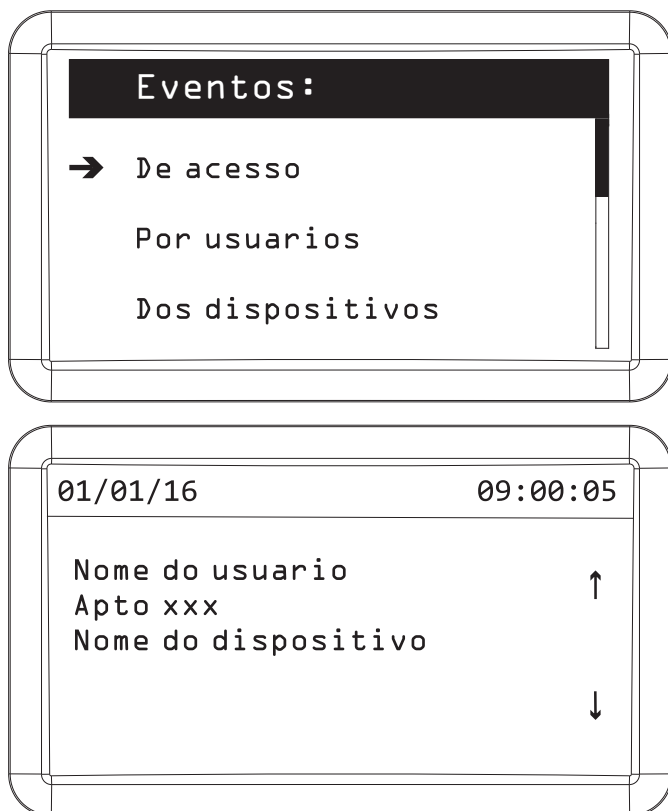 Eventos:
➔ De acesso
Por usuarios
Dos dispositivos
01/01/16 09:00:05
Nome do usuario ↑
Apto xxx
Nome do dispositivo
↓